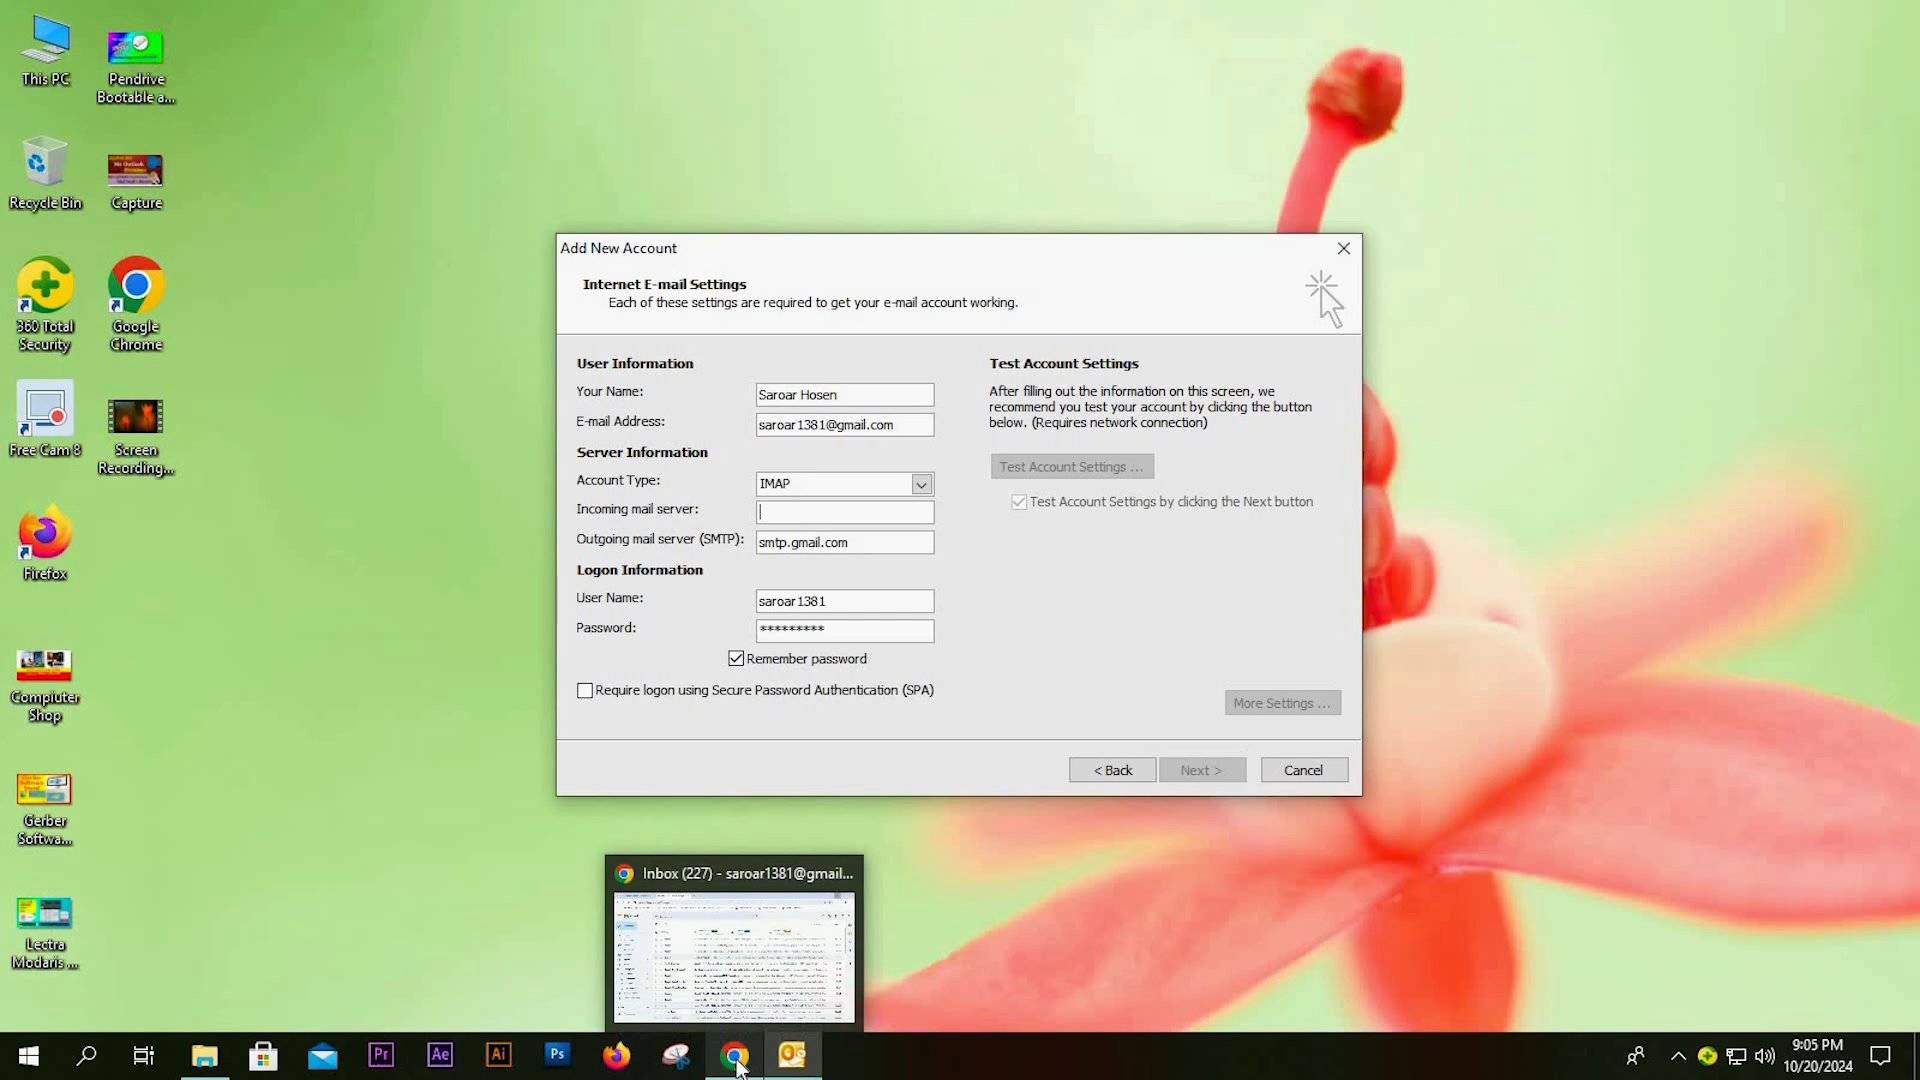 This PC
Pendrive
Bootable a...
Recycle Bin
Capture
360 Total
Security
Google
Chrome
Free Cam 8
Screen
Recording...
Firefox
Compiuter
Shop
Gerber
Softwa...
Lectra
Modaris ...
Add New Account
Internet E-mail Settings
Each of these settings are required to get your e-mail account working.
User Information
Your Name:
Saroar Hosen
E-mail Address:
saroar1381@gmail.com
Server Information
Account Type:
IMAP
Incoming mail server:
Outgoing mail server (SMTP):
smtp.gmail.com
Logon Information
User Name:
saroar1381
Password:
*********
Remember password
Require logon using Secure Password Authentication (SPA)
Test Account Settings
After filling out the information on this screen, we
recommend you test your account by clicking the button
below. (Requires network connection)
Test Account Settings ...
Test Account Settings by clicking the Next button
More Settings ...
< Back
Next >
Cancel
Inbox (227) - saroar1381@gmail...
Pr
Ae
Ai
Ps
9:05 PM
10/20/2024